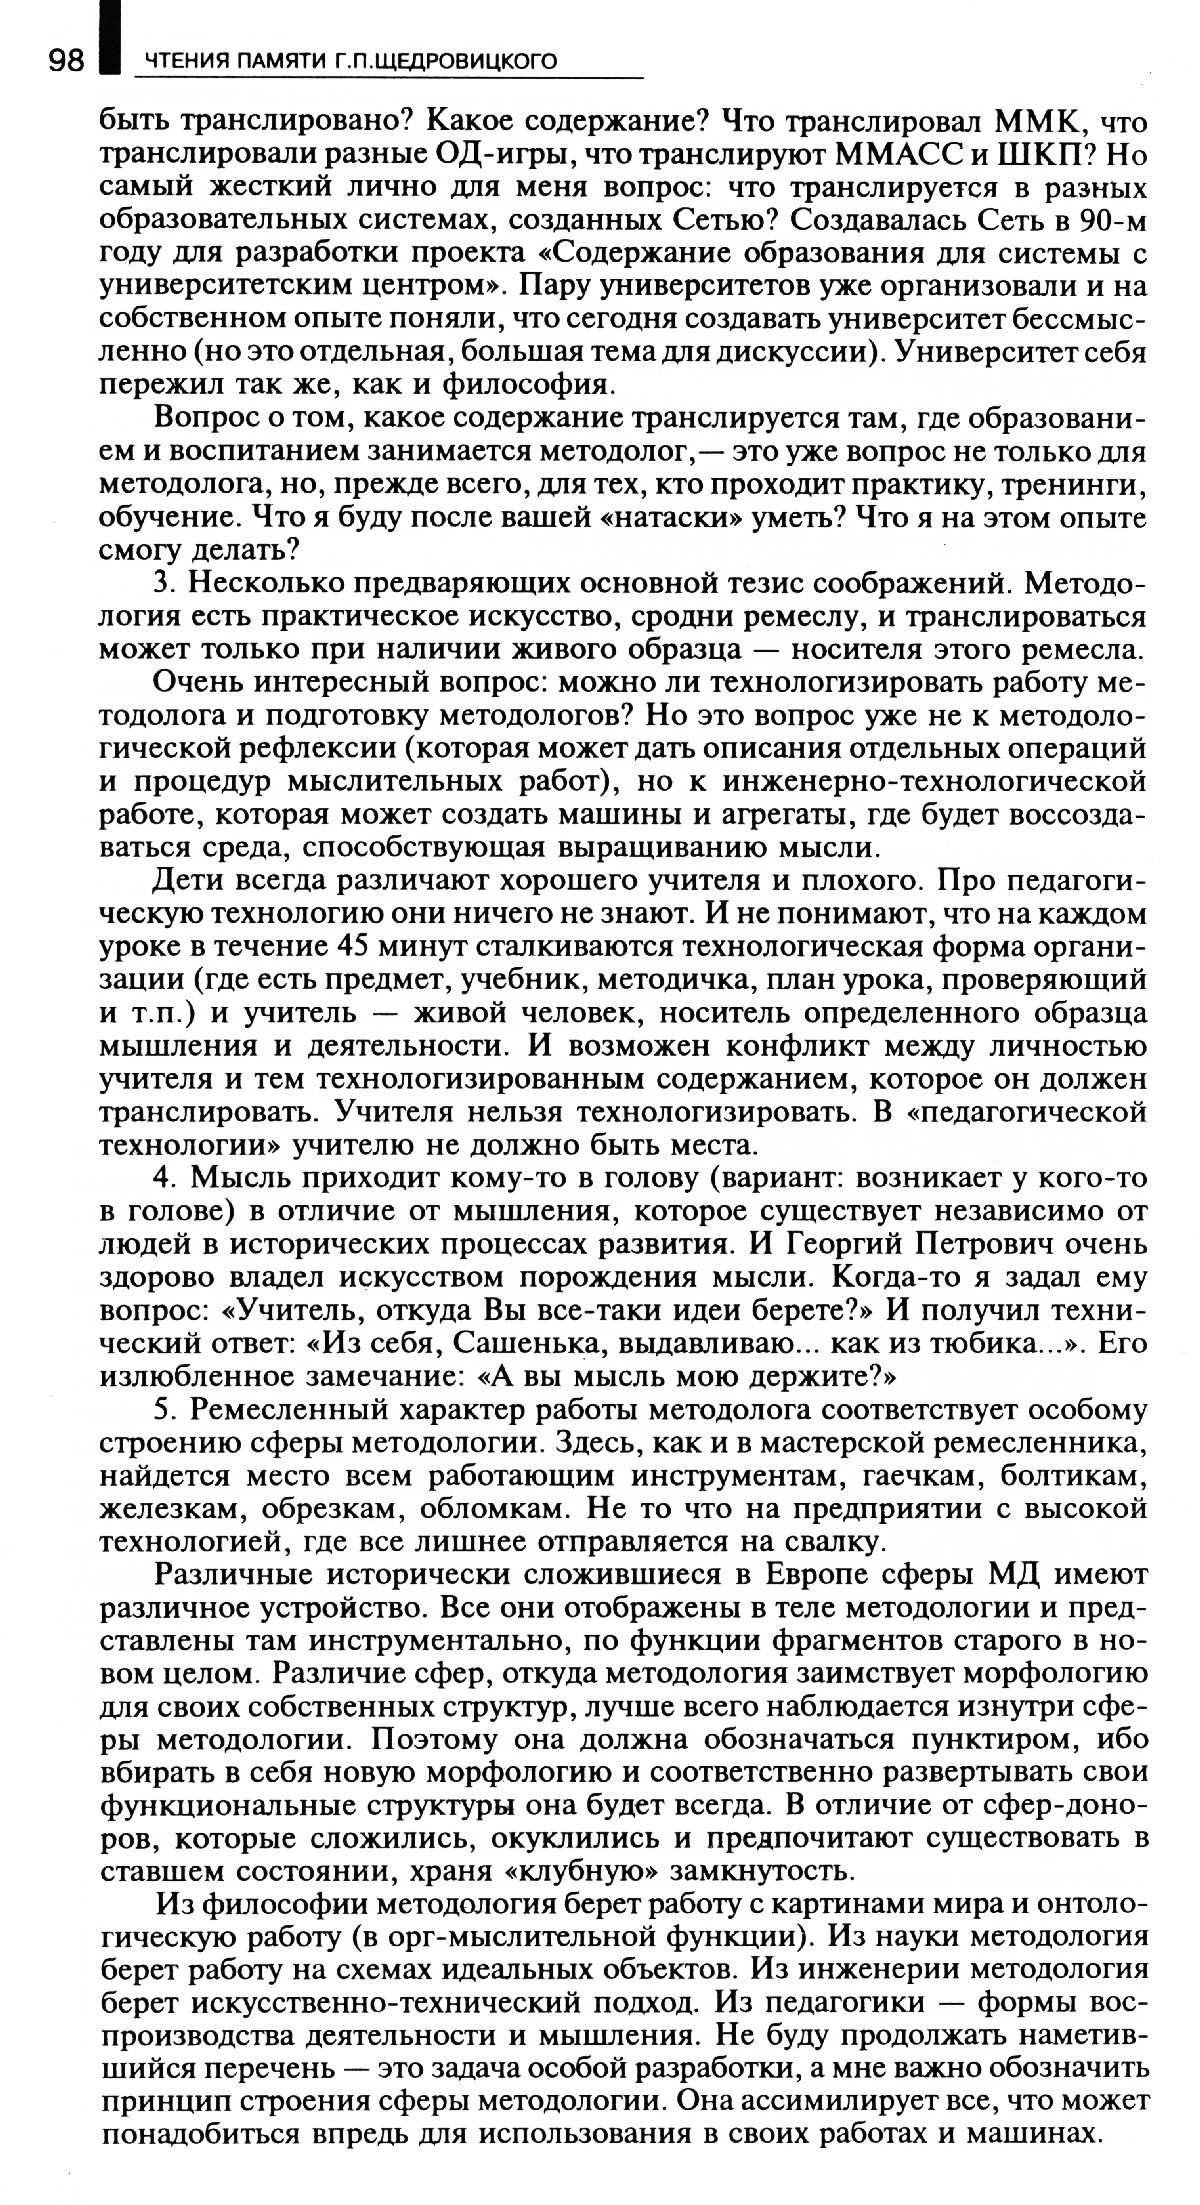 98
ЧТЕНИЯ ПАМЯТИ Г.П.ЩЕДРОВИЦКОГО
быть транслировано? Какое содержание? Что транслировал ММК, что
транслировали разные ОД-игры, что транслируют ММАСС и ШКП? Но
самый жесткий лично для меня вопрос: что транслируется в разных
образовательных системах, созданных Сетью? Создавалась Сеть в 90-м
году для разработки проекта «Содержание образования для системы с
университетским центром». Пару университетов уже организовали и на
собственном опыте поняли, что сегодня создавать университет бессмыс-
ленно (но это отдельная, большая тема для дискуссии). Университет себя
пережил так же, как и философия.
Вопрос о том, какое содержание транслируется там, где образовани-
ем и воспитанием занимается методолог,— это уже вопрос не только для
методолога, но, прежде всего, для тех, кто проходит практику, тренинги,
обучение. Что я буду после вашей «натаски» уметь? Что я на этом опыте
смогу делать?
3. Несколько предваряющих основной тезис соображений. Методо-
логия есть практическое искусство, сродни ремеслу, и транслироваться
может только при наличии живого образца — носителя этого ремесла.
Очень интересный вопрос: можно ли технологизировать работу ме-
тодолога и подготовку методологов? Но это вопрос уже не к методоло-
гической рефлексии (которая может дать описания отдельных операций
и процедур мыслительных работ), но к инженерно-технологической
работе, которая может создать машины и агрегаты, где будет воссозда-
ваться среда, способствующая выращиванию мысли.
Дети всегда различают хорошего учителя и плохого. Про педагоги-
ческую технологию они ничего не знают. И не понимают, что на каждом
уроке в течение 45 минут сталкиваются технологическая форма органи-
зации (где есть предмет, учебник, методичка, план урока, проверяющий
и т.п.) и учитель — живой человек, носитель определенного образца
мышления и деятельности. И возможен конфликт между личностью
учителя и тем технологизированным содержанием, которое он должен
транслировать. Учителя нельзя технологизировать. В «педагогической
технологии» учителю не должно быть места.
4. Мысль приходит кому-то в голову (вариант: возникает у кого-то
в голове) в отличие от мышления, которое существует независимо от
людей в исторических процессах развития. И Георгий Петрович очень
здорово владел искусством порождения мысли. Когда-то я задал ему
вопрос: «Учитель, откуда Вы все-таки идеи берете?» И получил техни-
ческий ответ: «Из себя, Сашенька, выдавливаю... как из тюбика...». Его
излюбленное замечание: «А вы мысль мою держите?»
5. Ремесленный характер работы методолога соответствует особому
строению сферы методологии. Здесь, как и в мастерской ремесленника,
найдется место всем работающим инструментам, гаечкам, болтикам,
железкам, обрезкам, обломкам. Не то что на предприятии с высокой
технологией, где все лишнее отправляется на свалку.
Различные исторически сложившиеся в Европе сферы МД имеют
различное устройство. Все они отображены в теле методологии и пред-
ставлены там инструментально, по функции фрагментов старого в но-
вом целом. Различие сфер, откуда методология заимствует морфологию
для своих собственных структур, лучше всего наблюдается изнутри сфе-
ры методологии. Поэтому она должна обозначаться пунктиром, ибо
вбирать в себя новую морфологию и соответственно развертывать свои
функциональные структуры она будет всегда. В отличие от сфер-доно-
ров, которые сложились, окуклились и предпочитают существовать в
ставшем состоянии, храня «клубную» замкнутость.
Из философии методология берет работу с картинами мира и онтоло-
гическую работу (в орг-мыслительной функции). Из науки методология
берет работу на схемах идеальных объектов. Из инженерии методология
берет искусственно-технический подход. Из педагогики — формы вос-
производства деятельности и мышления. Не буду продолжать наметив-
шийся перечень — это задача особой разработки, а мне важно обозначить
принцип строения сферы методологии. Она ассимилирует все, что может
понадобиться впредь для использования в своих работах и машинах.